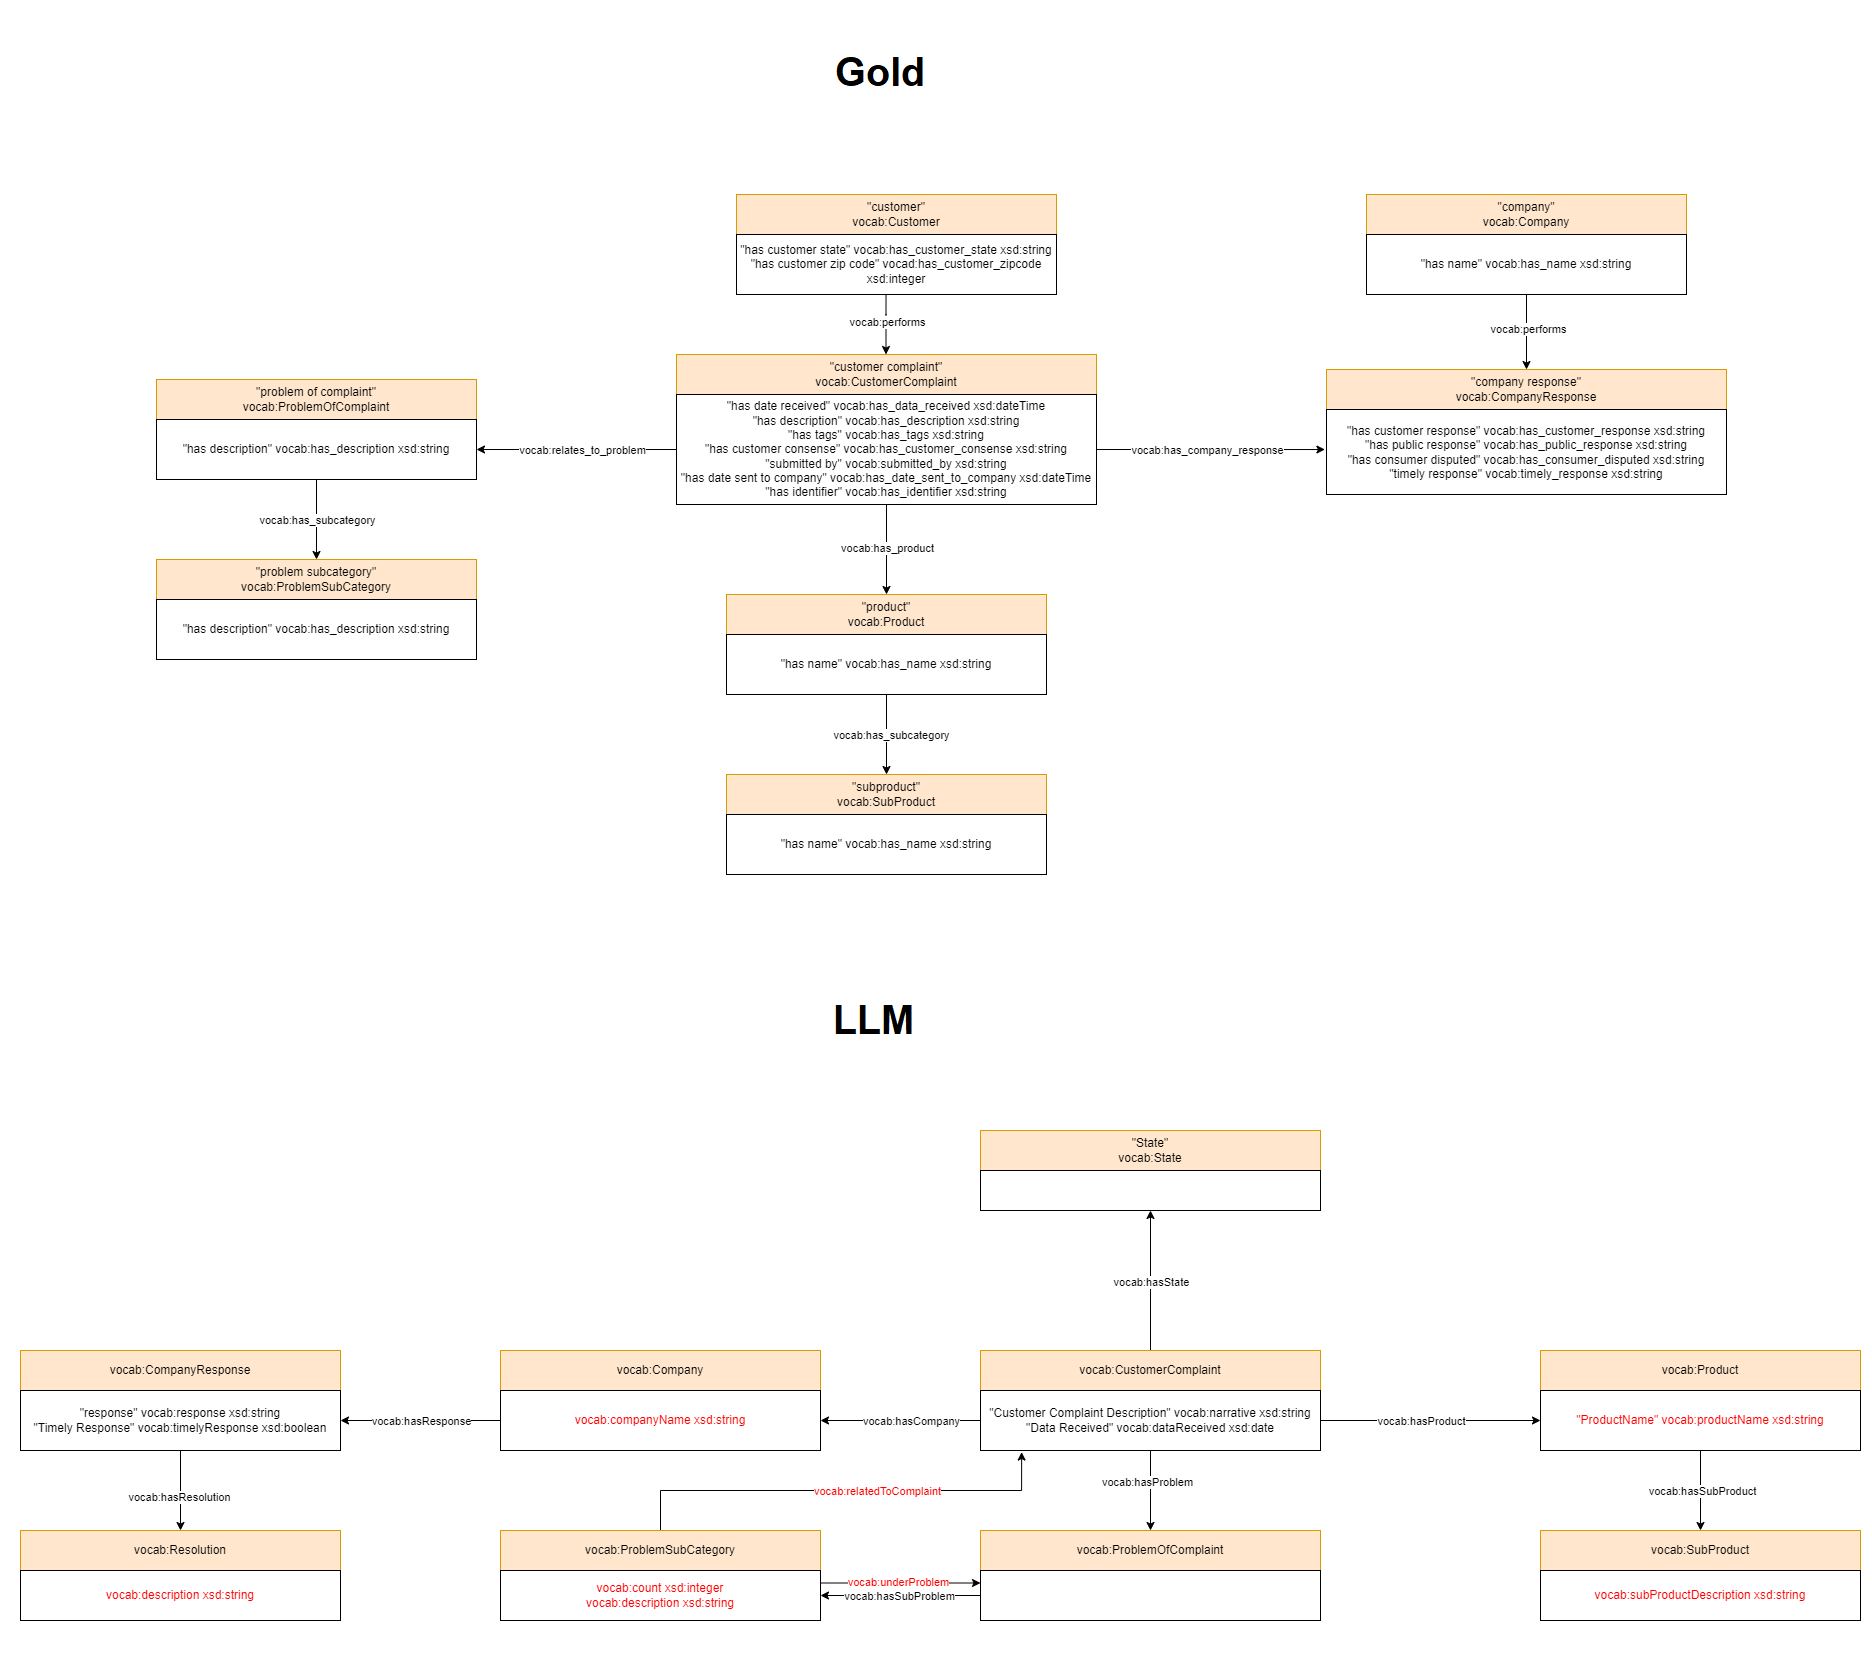 Gold
"customer"
vocab:Customer
"has customer state" vocab:has_customer_state xsd:string
"has customer zip code" vocad:has_customer_zipcode
xsd:integer
"company"
vocab:Company
"has name" vocab:has_name xsd:string
vocab:performs
vocab:performs
"problem of complaint"
vocab:ProblemOfComplaint
"has description" vocab:has_description xsd:string
vocab:relates_to_problem
"customer complaint"
vocab:CustomerComplaint
"has date received" vocab:has_data_received xsd:dateTime
"has description" vocab:has_description xsd:string
"has tags" vocab:has_tags xsd:string
"has customer consense" vocab:has_customer_consense xsd:string
"submitted by" vocab:submitted_by xsd:string
"has date sent to company" vocab:has_date_sent_to_company xsd:dateTime
"has identifier" vocab:has_identifier xsd:string
vocab:has_company_response
"company response"
vocab:CompanyResponse
"has customer response" vocab:has_customer_response xsd:string
"has public response" vocab:has_public_response xsd:string
"has consumer disputed" vocab:has_consumer_disputed xsd:string
"timely response" vocab:timely_response xsd:string
vocab:has_subcategory
"problem subcategory"
vocab:ProblemSubCategory
"has description" vocab:has_description xsd:string
vocab:has_product
"product"
vocab:Product
"has name" vocab:has_name xsd:string
vocab:has_subcategory
"subproduct"
vocab:SubProduct
"has name" vocab:has_name xsd:string
LLM
"State"
vocab:State
vocab:hasState
vocab:CompanyResponse
"response" vocab:response xsd:string
"Timely Response" vocab:timelyResponse xsd:boolean
vocab:hasResponse
vocab:Company
vocab:companyName xsd:string
vocab:hasCompany
vocab:CustomerComplaint
"Customer Complaint Description" vocab:narrative xsd:string
"Data Received" vocab:dataReceived xsd:date
vocab:hasProduct
vocab:Product
"ProductName" vocab:productName xsd:string
vocab:hasResolution
vocab:relatedToComplaint
vocab:hasProblem
vocab:hasSubProduct
vocab:Resolution
vocab:description xsd:string
vocab:ProblemSubCategory
vocab:count xsd:integer
vocab:description xsd:string
vocab:underProblem
vocab:hasSubProblem
vocab:ProblemOfComplaint
vocab:SubProduct
vocab:subProductDescription xsd:string